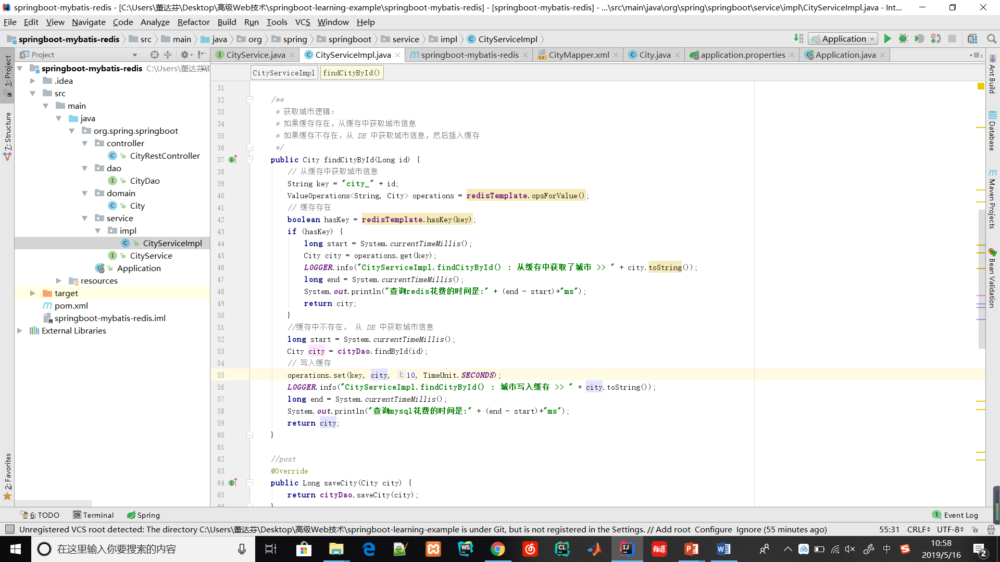 springboot-mybatis-redis - [C:\Users\董达芬\Desktop\高级Web技术\springboot-learning-example\springboot-mybatis-redis] - [springboot-mybatis-redis] - ...\src\main\java\org\spring\springboot\service\impl\CityServiceImpl.java - Int...
File Edit View Navigate Code Analyze Refactor Build Run Tools VCS Window Help
springboot-mybatis-redis src main java org spring springboot service impl CityServiceImpl Application
Project
CityService.java CityServiceImpl.java springboot-mybatis-redis CityMapper.xml City.java application.properties Application.java
CityServiceImpl findCityById()
1: Project
7: Structure
2: Favorites
springboot-mybatis-redis C:\Users\董达芬\
.idea
src
main
java
org.spring.springboot
controller
CityRestController
dao
CityDao
domain
City
service
impl
CityServiceImpl
CityService
Application
resources
target
pom.xml
springboot-mybatis-redis.iml
External Libraries
31
32 /**
33 * 获取城市逻辑：
34 * 如果缓存存在，从缓存中获取城市信息
35 * 如果缓存不存在，从 DB 中获取城市信息，然后插入缓存
36 */
37 public City findCityById(Long id) {
38 // 从缓存中获取城市信息
39 String key = "city_" + id;
40 ValueOperations<String, City> operations = redisTemplate.opsForValue();
41 // 缓存存在
42 boolean hasKey = redisTemplate.hasKey(key);
43 if (hasKey) {
44 long start = System.currentTimeMillis();
45 City city = operations.get(key);
46 LOGGER.info("CityServiceImpl.findCityById() : 从缓存中获取了城市 >> " + city.toString());
47 long end = System.currentTimeMillis();
48 System.out.println("查询redis花费的时间是:" + (end - start)+"ms");
49 return city;
50 }
51 //缓存中不存在， 从 DB 中获取城市信息
52 long start = System.currentTimeMillis();
53 City city = cityDao.findById(id);
54 // 写入缓存
55 operations.set(key, city, l: 10, TimeUnit.SECONDS);
56 LOGGER.info("CityServiceImpl.findCityById() : 城市写入缓存 >> " + city.toString());
57 long end = System.currentTimeMillis();
58 System.out.println("查询mysql花费的时间是:" + (end - start)+"ms");
59 return city;
60 }
61
62 //post
63 @Override
64 public Long saveCity(City city) {
65 return cityDao.saveCity(city);
66 }
Ant Build
Database
Maven Projects
Bean Validation
6: TODO Terminal Spring 1 Event Log
Unregistered VCS root detected: The directory C:\Users\董达芬\Desktop\高级Web技术\springboot-learning-example is under Git, but is not registered in the Settings. // Add root Configure Ignore (55 minutes ago) 55:31 CRLF UTF-8
在这里输入你要搜索的内容
中
10:58
2019/5/16
2